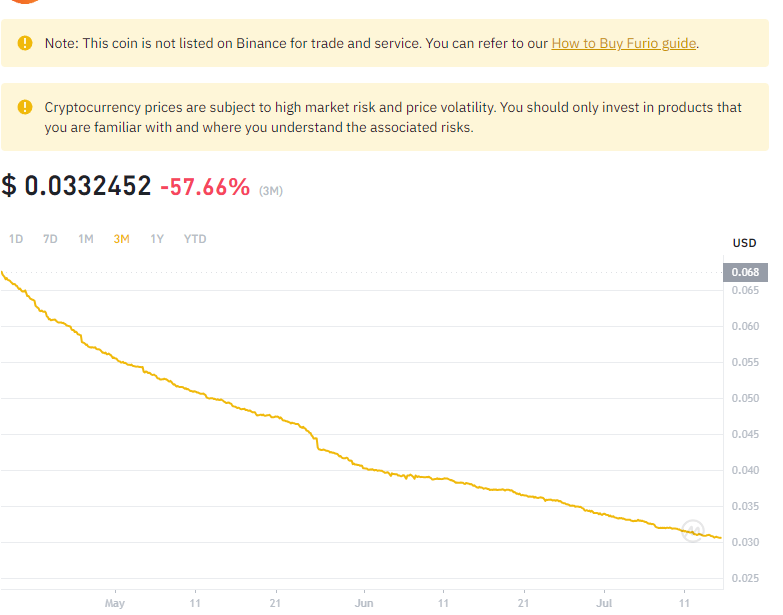 Note: This coin is not listed on Binance for trade and service. You can refer to our How to Buy Furio guide.
Cryptocurrency prices are subject to high market risk and price volatility. You should only invest in products that
you are familiar with and where you understand the associated risks.
$ 0.0332452 -57.66% (3M)
1D 7D 1M 3M 1Y YTD
USD
0.068
0.065
0.060
0.055
0.050
0.045
0.040
0.035
0.030
0.025
May 11 21 Jun 11 21 Jul 11